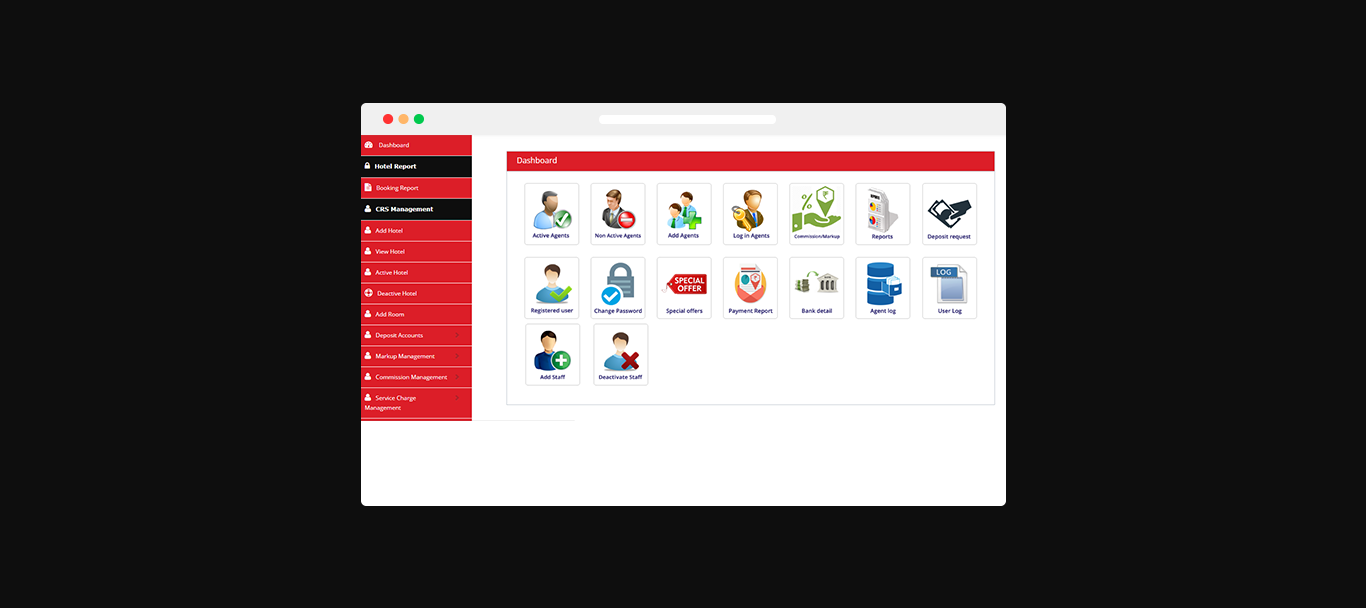 Dashboard
Hotel Report
Booking Report
CRS Management
Add Hotel
View Hotel
Active Hotel
Deactive Hotel
Add Room
Deposit Accounts
Markup Management
Commission Management
Service Charge
Management
Dashboard
Active Agents
Non Active Agents
Add Agents
Log in Agents
%
Commission/Markup
Reports
Deposit request
Registered user
Change Password
SPECIAL
OFFER
Special offers
Payment Report
Bank detail
Agent log
LOG
User Log
Add Staff
Deactivate Staff